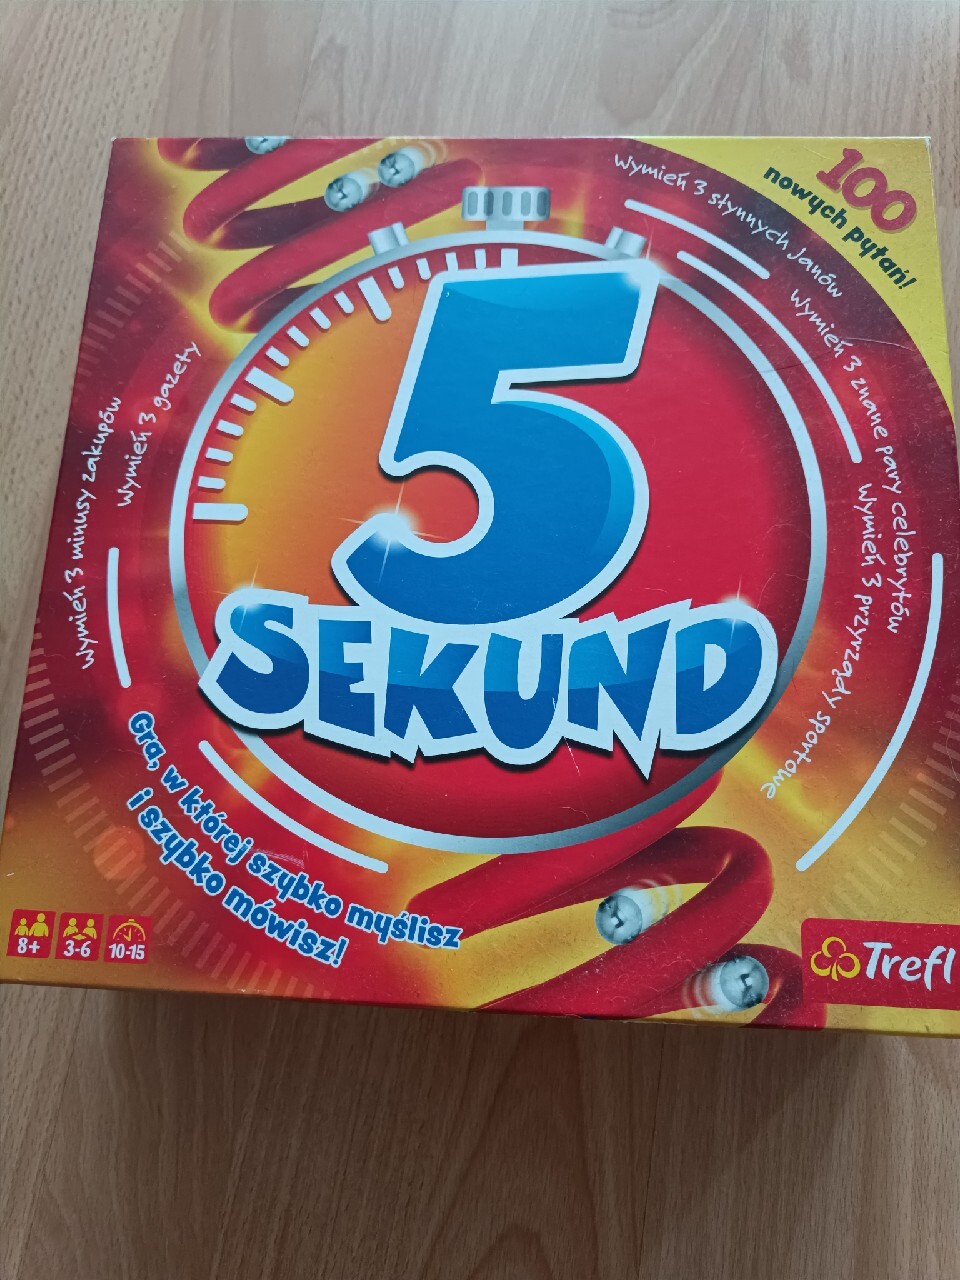 100
nowych pytań!
Wymień 3 słynnych Janów
Wymień 3 znane pary celebrytów
Wymień 3 przyrządy sportowe
Wymień 3 gazety
Wymień 3 minusy zakupów
5
SEKUND
Gra, w której szybko myślisz
i szybko mówisz!
8+
3-6
10-15
Trefl